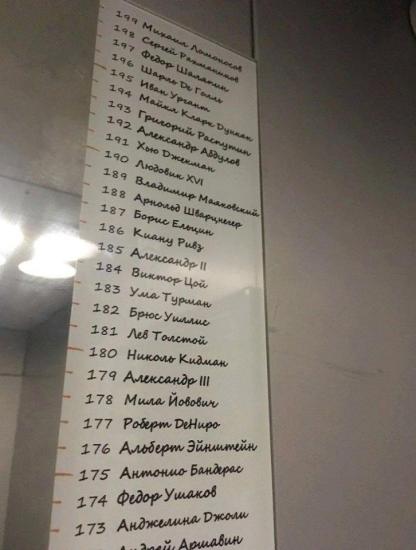 199 Михаил Ломоносов
198 Сергей Рахманинов
197 Федор Шаляпин
196 Шарль Де Голль
195 Иван Ургант
194 Майкл Кларк Дункан
193 Григорий Распутин
192 Александр Абдулов
191 Хью Джекман
190 Людовик XVI
189 Владимир Маяковский
188 Арнольд Шварцнегер
187 Борис Ельцин
186 Киану Ривз
185 Александр II
184 Виктор Цой
183 Ума Турман
182 Брюс Уиллис
181 Лев Толстой
180 Николь Кидман
179 Александр III
178 Мила Йовович
177 Роберт ДеНиро
176 Альберт Эйнштейн
175 Антонио Бандерас
174 Федор Ушаков
173 Анджелина Джоли
Андрей Аршавин